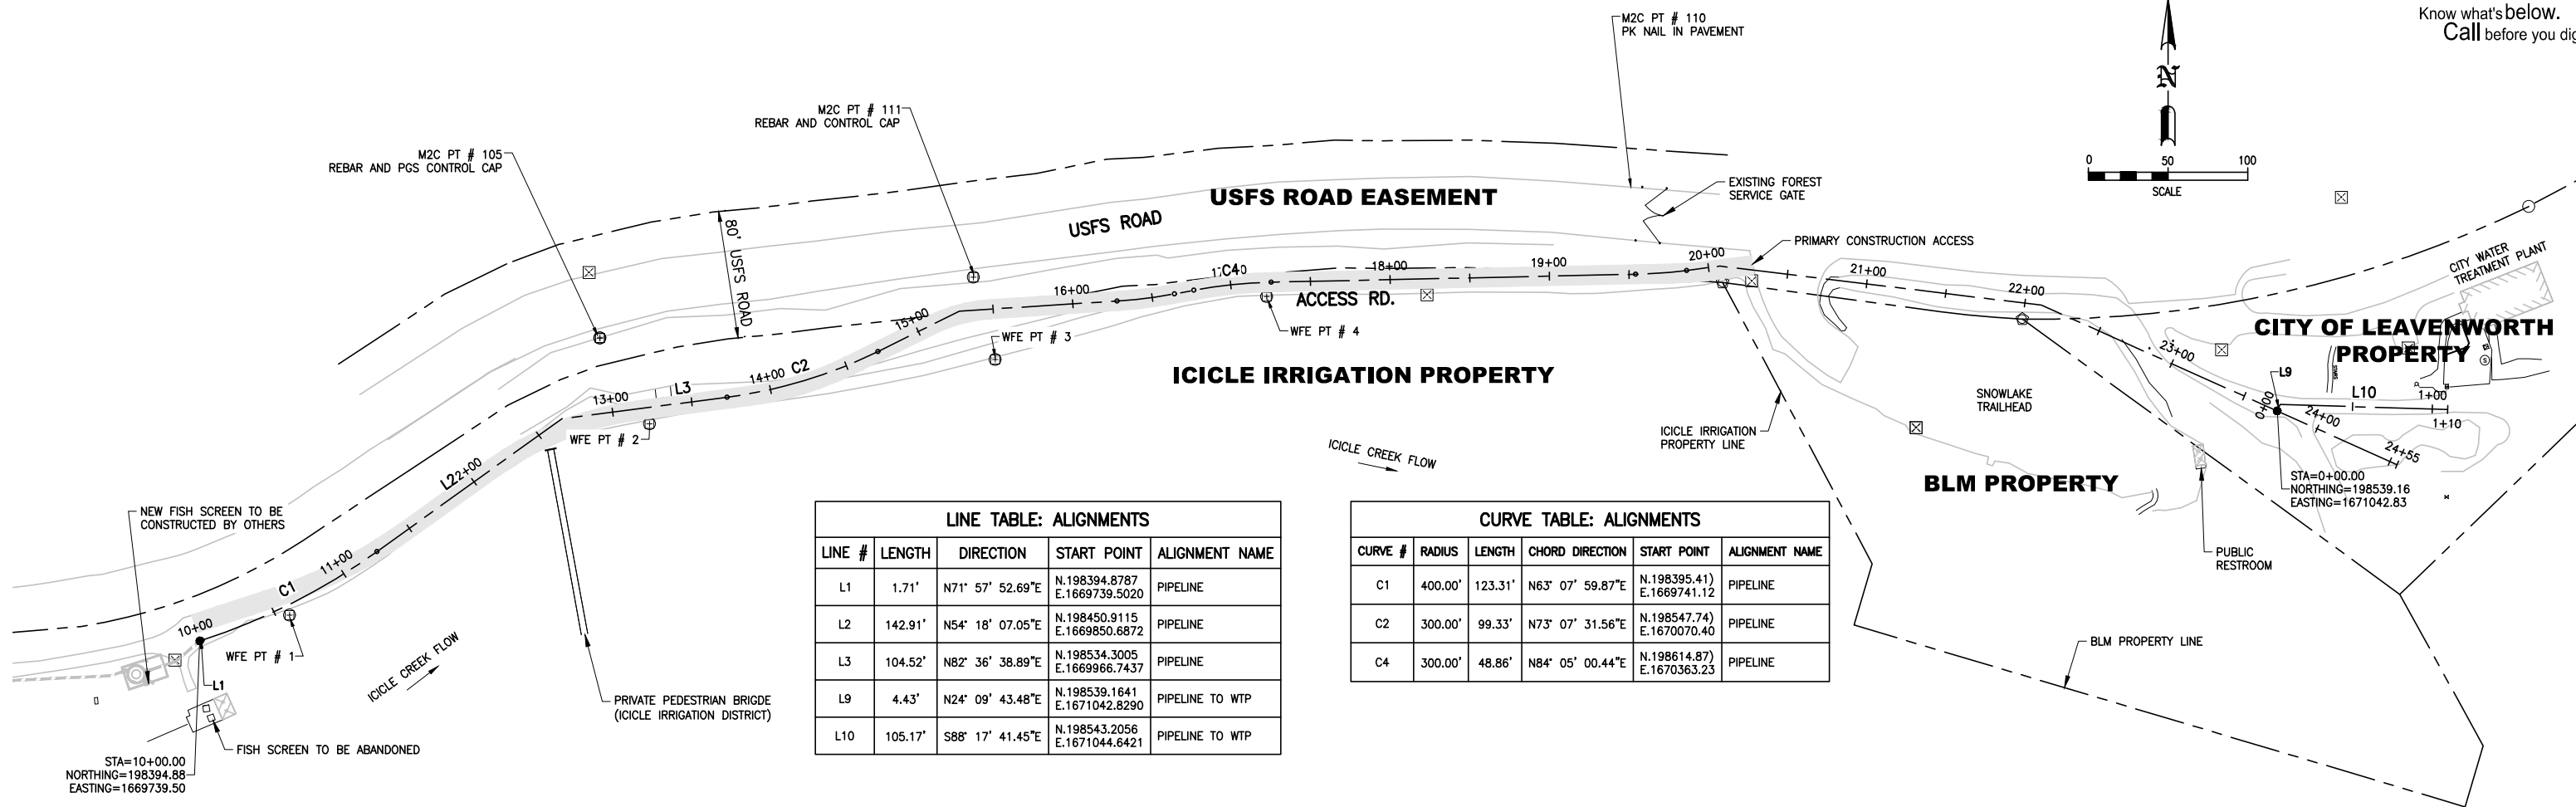 Know what's below.
Call before you dig
M2C PT # 110
PK NAIL IN PAVEMENT
N
0 50 100
SCALE
M2C PT # 111
REBAR AND CONTROL CAP
M2C PT # 105
REBAR AND PGS CONTROL CAP
USFS ROAD EASEMENT
USFS ROAD
EXISTING FOREST
SERVICE GATE
80' USFS ROAD
PRIMARY CONSTRUCTION ACCESS
CITY WATER
TREATMENT PLANT
10+00
C1
11+00
L2
12+00
13+00
L3
14+00
C2
15+00
16+00
C4
18+00
19+00
20+00
21+00
22+00
23+00
24+00
24+55
ACCESS RD.
WFE PT # 4
WFE PT # 3
WFE PT # 2
WFE PT # 1
CITY OF LEAVENWORTH
PROPERTY
STAIRS
S
L9
L10
0+00
1+00
1+10
ICICLE IRRIGATION PROPERTY
SNOWLAKE
TRAILHEAD
ICICLE IRRIGATION
PROPERTY LINE
ICICLE CREEK FLOW
BLM PROPERTY
STA=0+00.00
NORTHING=198539.16
EASTING=1671042.83
PUBLIC
RESTROOM
BLM PROPERTY LINE
NEW FISH SCREEN TO BE
CONSTRUCTED BY OTHERS
L1
ICICLE CREEK FLOW
PRIVATE PEDESTRIAN BRIGDE
(ICICLE IRRIGATION DISTRICT)
FISH SCREEN TO BE ABANDONED
STA=10+00.00
NORTHING=198394.88
EASTING=1669739.50
LINE TABLE: ALIGNMENTS
LINE # LENGTH DIRECTION START POINT ALIGNMENT NAME
L1 1.71' N71° 57' 52.69"E N.198394.8787 E.1669739.5020 PIPELINE
L2 142.91' N54° 18' 07.05"E N.198450.9115 E.1669850.6872 PIPELINE
L3 104.52' N82° 36' 38.89"E N.198534.3005 E.1669966.7437 PIPELINE
L9 4.43' N24° 09' 43.48"E N.198539.1641 E.1671042.8290 PIPELINE TO WTP
L10 105.17' S88° 17' 41.45"E N.198543.2056 E.1671044.6421 PIPELINE TO WTP
CURVE TABLE: ALIGNMENTS
CURVE # RADIUS LENGTH CHORD DIRECTION START POINT ALIGNMENT NAME
C1 400.00' 123.31' N63° 07' 59.87"E N.198395.41) E.1669741.12 PIPELINE
C2 300.00' 99.33' N73° 07' 31.56"E N.198547.74) E.1670070.40 PIPELINE
C4 300.00' 48.86' N84° 05' 00.44"E N.198614.87) E.1670363.23 PIPELINE